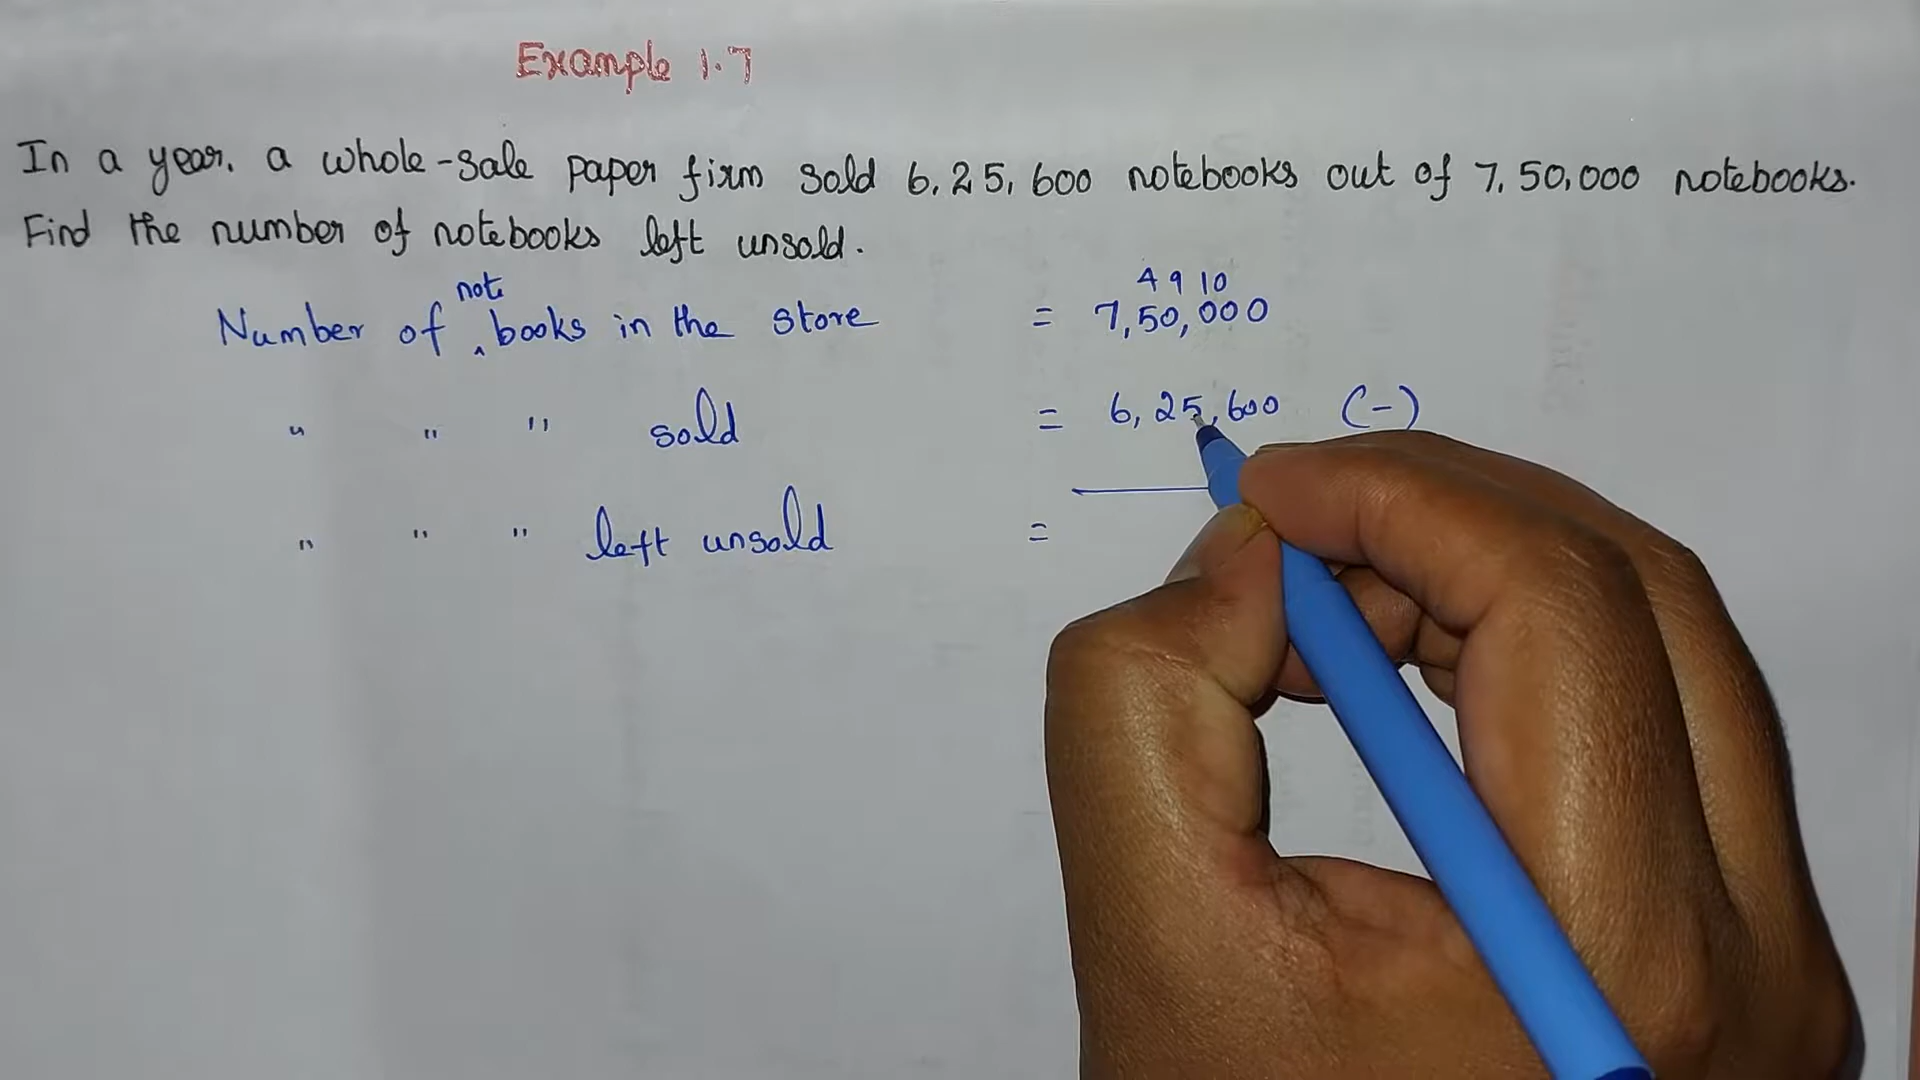 Example 1.7
In a year, a whole-sale paper firm sold 6,25,600 notebooks out of 7,50,000 notebooks.
Find the number of notebooks left unsold.
note
4 9 10
Number of ^ books in the store = 7,50,000
" " " sold = 6,25,600 (-)
" " " left unsold =